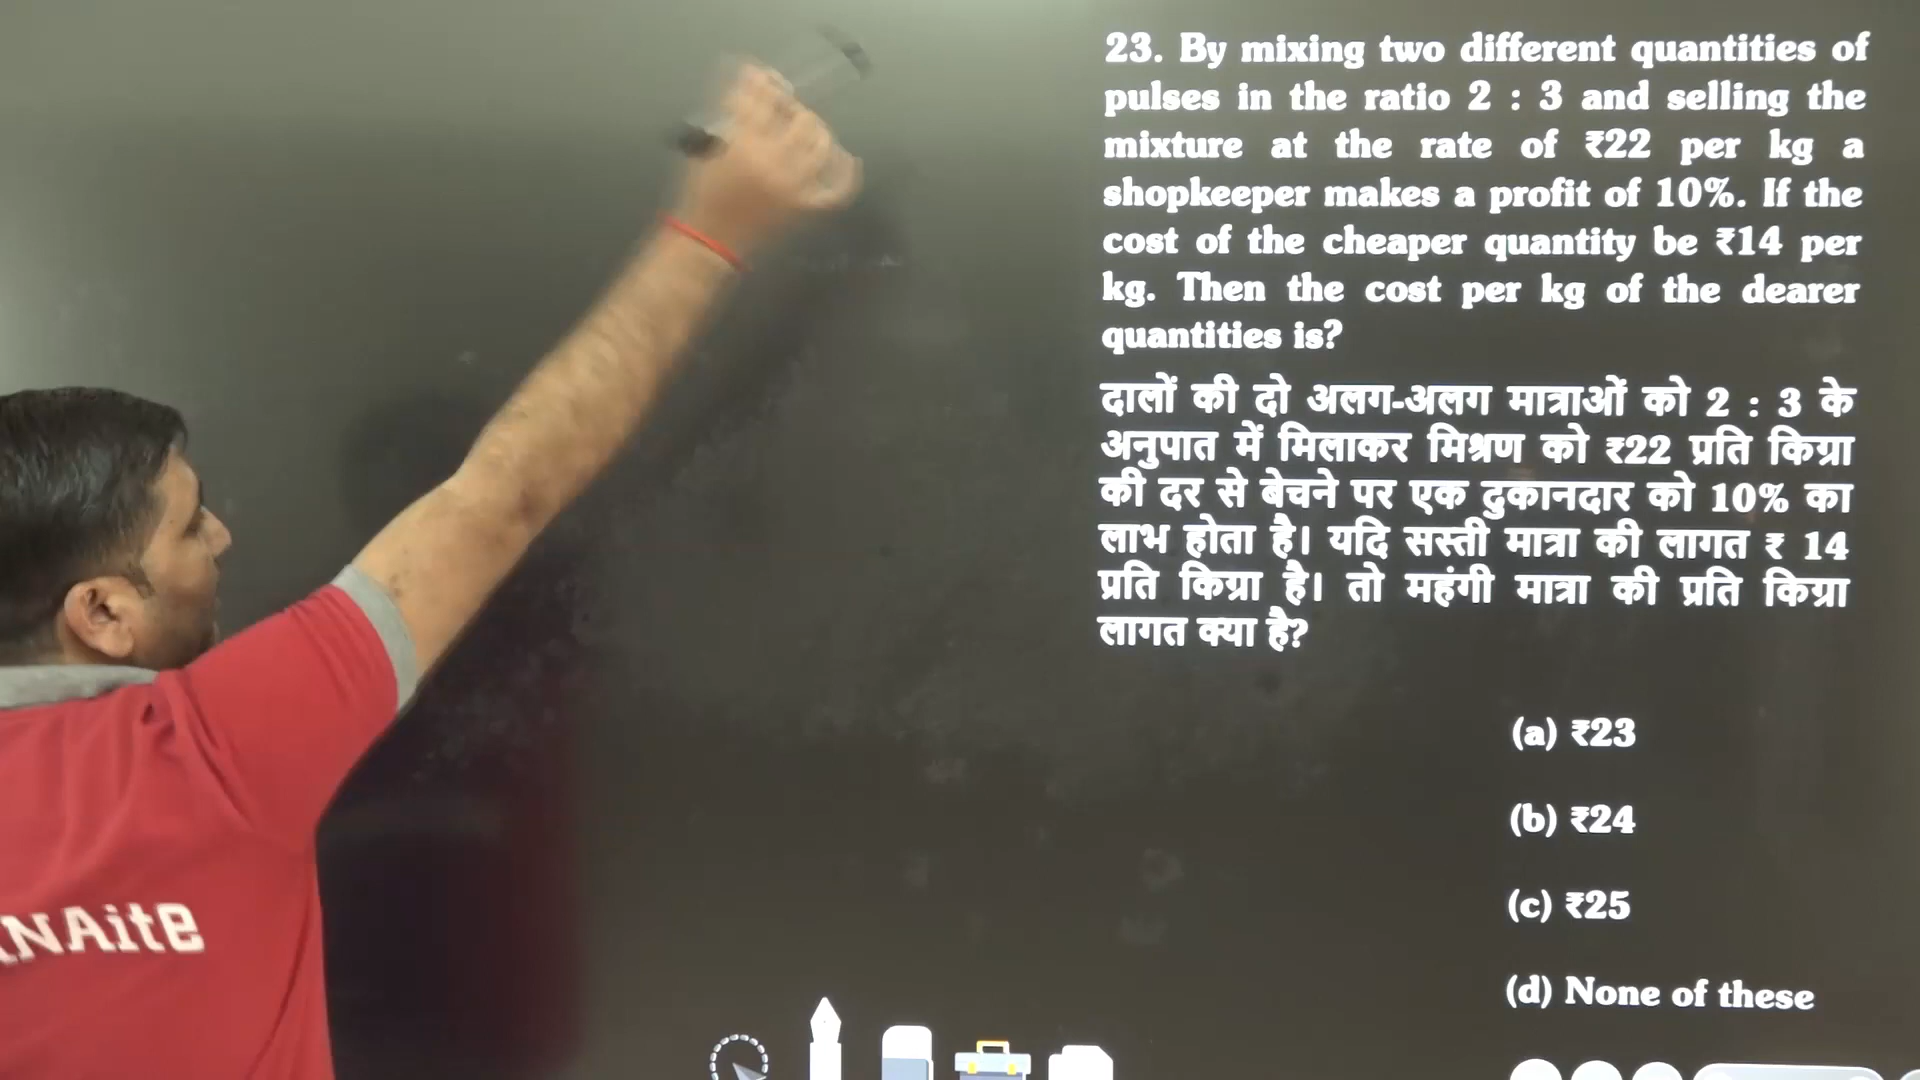 23. By mixing two different quantities of
pulses in the ratio 2 : 3 and selling the
mixture at the rate of ₹22 per kg a
shopkeeper makes a profit of 10%. If the
cost of the cheaper quantity be ₹14 per
kg. Then the cost per kg of the dearer
quantities is?
दालों की दो अलग-अलग मात्राओं को 2 : 3 के
अनुपात में मिलाकर मिश्रण को ₹22 प्रति किग्रा
की दर से बेचने पर एक दुकानदार को 10% का
लाभ होता है। यदि सस्ती मात्रा की लागत ₹ 14
प्रति किग्रा है। तो महंगी मात्रा की प्रति किग्रा
लागत क्या है?
(a) ₹23
(b) ₹24
(c) ₹25
(d) None of these